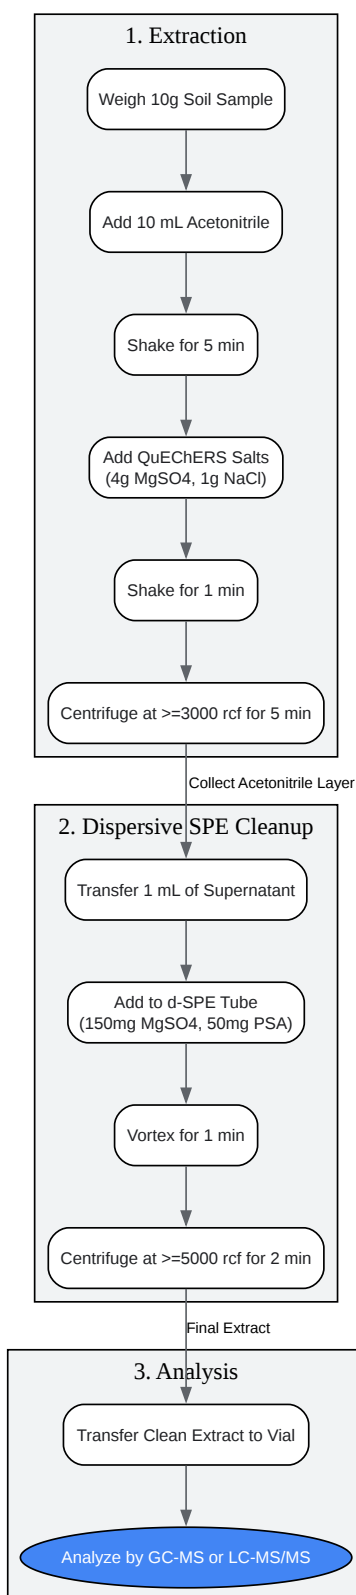 1. Extraction
Weigh 10g Soil Sample
Add 10 mL Acetonitrile
Shake for 5 min
Add QuEChERS Salts
(4g MgSO4, 1g NaCl)
Shake for 1 min
Centrifuge at >=3000 rcf for 5 min
Collect Acetonitrile Layer
2. Dispersive SPE Cleanup
Transfer 1 mL of Supernatant
Add to d-SPE Tube
(150mg MgSO4, 50mg PSA)
Vortex for 1 min
Centrifuge at >=5000 rcf for 2 min
Final Extract
3. Analysis
Transfer Clean Extract to Vial
Analyze by GC-MS or LC-MS/MS